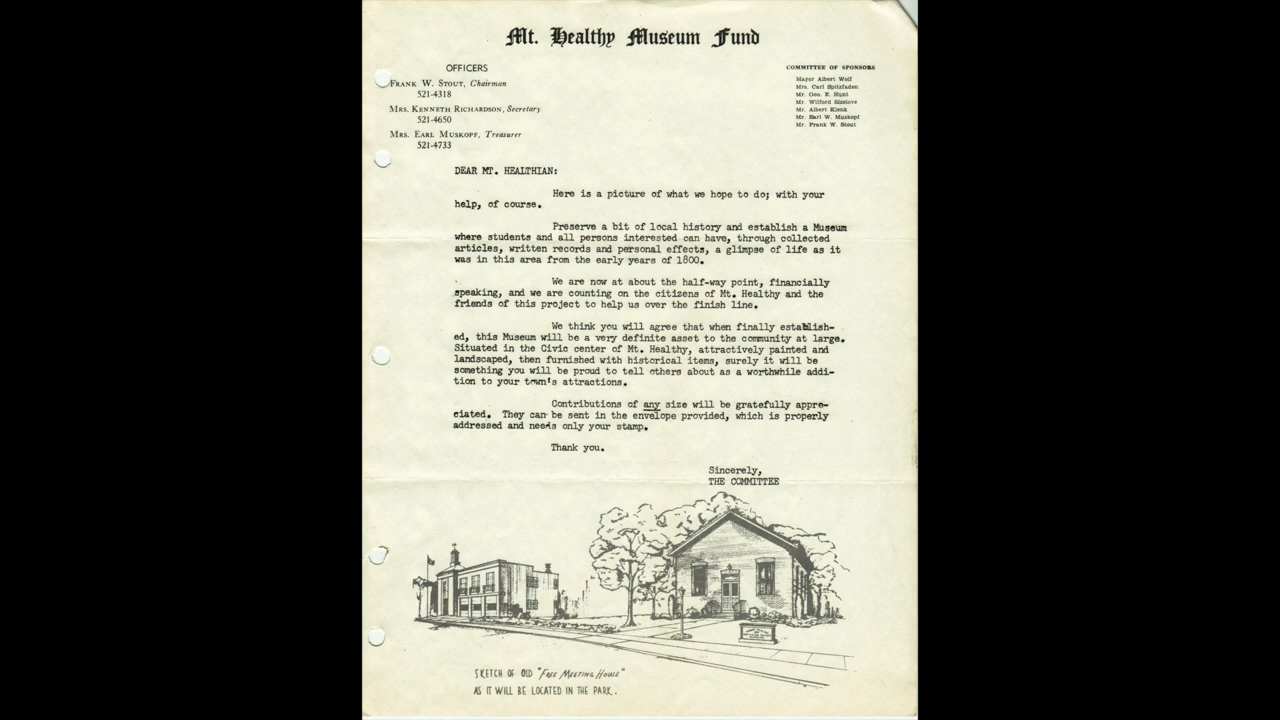 Mt. Healthy Museum Fund
OFFICERS
FRANK W. STOUT, Chairman
521-4318
MRS. KENNETH RICHARDSON, Secretary
521-4650
MRS. EARL MUSKOPF, Treasurer
521-4733
COMMITTEE OF SPONSORS
Mayor Albert Wolf
Mrs. Carl Spitzfaden
Mr. Geo. E. Hunt
Mr. Wilford Sizelove
Mr. Albert Klenk
Mr. Earl W. Muskopf
Mr. Frank W. Stout
DEAR MT. HEALTHIAN:
Here is a picture of what we hope to do; with your
help, of course.
Preserve a bit of local history and establish a Museum
where students and all persons interested can have, through collected
articles, written records and personal effects, a glimpse of life as it
was in this area from the early years of 1800.
We are now at about the half-way point, financially
speaking, and we are counting on the citizens of Mt. Healthy and the
friends of this project to help us over the finish line.
We think you will agree that when finally establish-
ed, this Museum will be a very definite asset to the community at large.
Situated in the Civic center of Mt. Healthy, attractively painted and
landscaped, then furnished with historical items, surely it will be
something you will be proud to tell others about as a worthwhile addi-
tion to your town's attractions.
Contributions of any size will be gratefully appre-
ciated. They can be sent in the envelope provided, which is properly
addressed and needs only your stamp.
Thank you.
Sincerely,
THE COMMITTEE
SKETCH OF OLD "FREE MEETING HOUSE"
AS IT WILL BE LOCATED IN THE PARK.